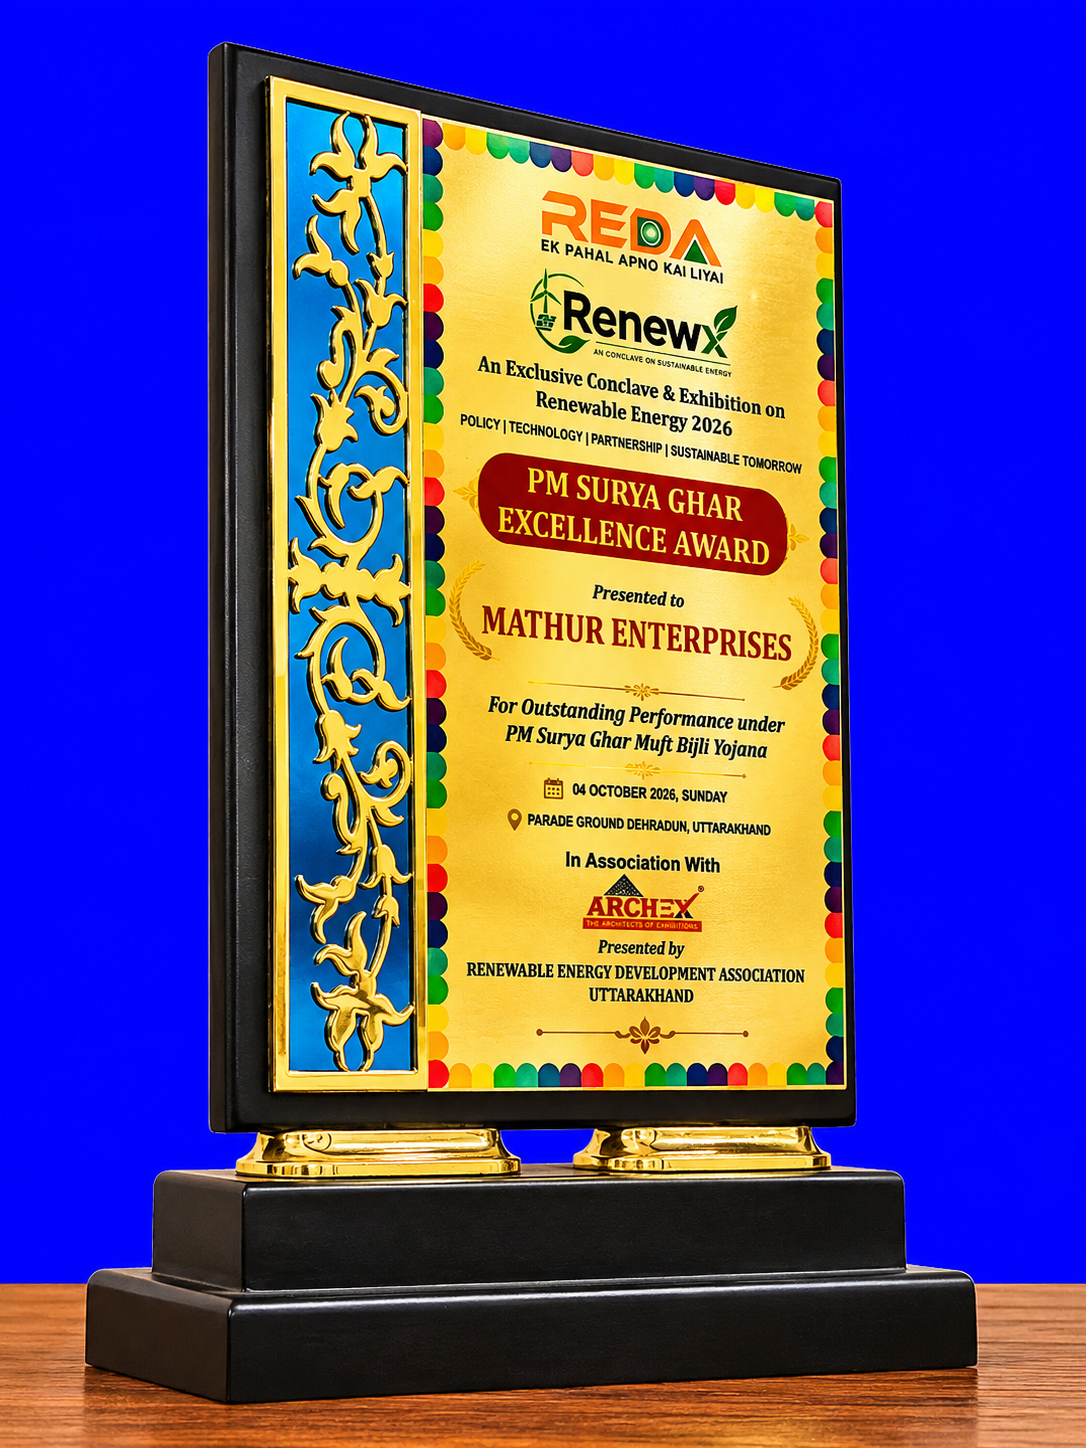 REDA
EK PAHAL APNO KAI LIYAI
Renewx
AN CONCLAVE ON SUSTAINABLE ENERGY
An Exclusive Conclave & Exhibition on
Renewable Energy 2026
POLICY | TECHNOLOGY | PARTNERSHIP | SUSTAINABLE TOMORROW
PM SURYA GHAR
EXCELLENCE AWARD
Presented to
MATHUR ENTERPRISES
For Outstanding Performance under
PM Surya Ghar Muft Bijli Yojana
04 OCTOBER 2026, SUNDAY
PARADE GROUND DEHRADUN, UTTARAKHAND
In Association With
ARCHEX®
THE ARCHITECTS OF EXHIBITIONS
Presented by
RENEWABLE ENERGY DEVELOPMENT ASSOCIATION
UTTARAKHAND